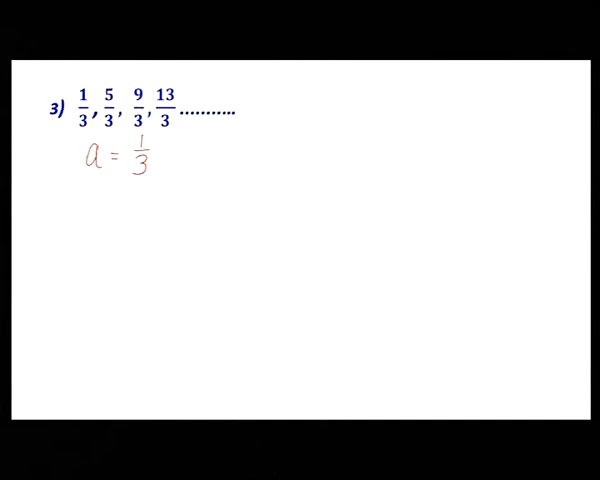 3) 1/3, 5/3, 9/3, 13/3...........
a = 1/3